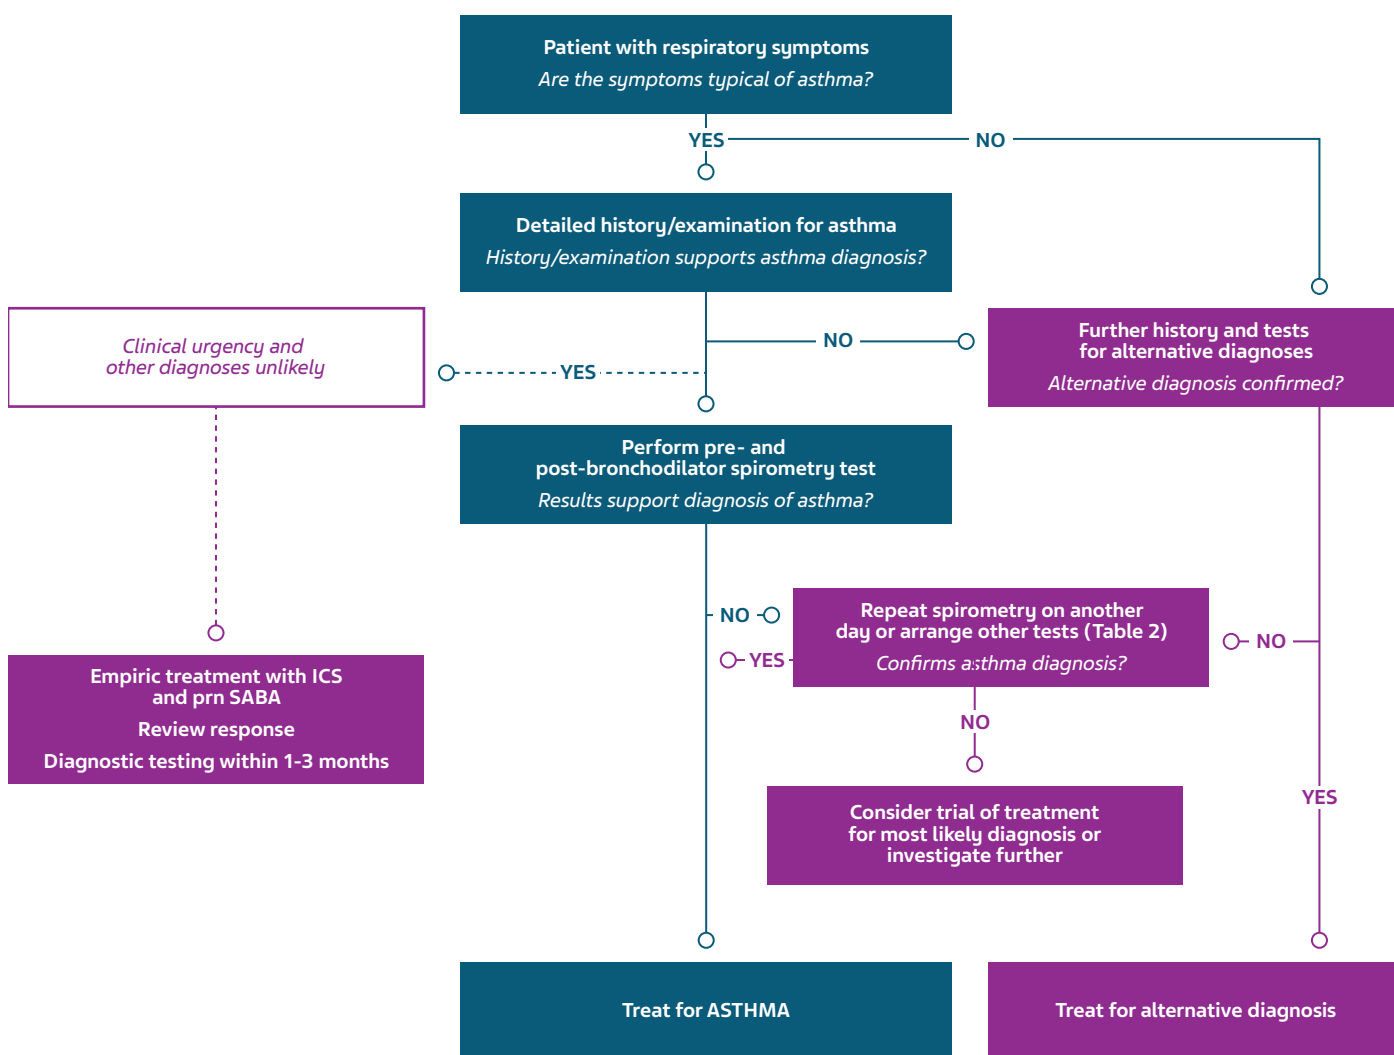 Patient with respiratory symptoms
Are the symptoms typical of asthma?
YES
NO
Detailed history/examination for asthma
History/examination supports asthma diagnosis?
NO
YES
Clinical urgency and
other diagnoses unlikely
Further history and tests
for alternative diagnoses
Alternative diagnosis confirmed?
Perform pre- and
post-bronchodilator spirometry test
Results support diagnosis of asthma?
NO
YES
Repeat spirometry on another
day or arrange other tests (Table 2)
Confirms asthma diagnosis?
NO
NO
YES
Empiric treatment with ICS
and prn SABA
Review response
Diagnostic testing within 1-3 months
Consider trial of treatment
for most likely diagnosis or
investigate further
Treat for ASTHMA
Treat for alternative diagnosis